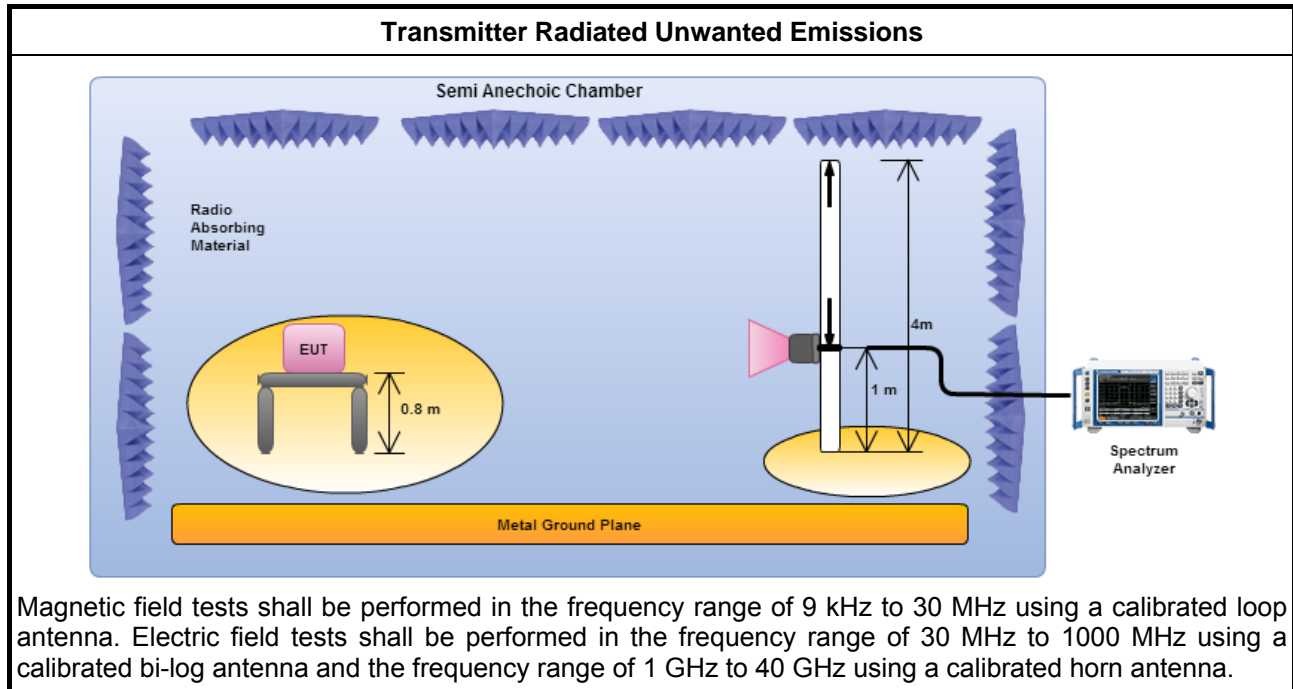 Transmitter Radiated Unwanted Emissions
Semi Anechoic Chamber
Radio
Absorbing
Material
EUT
0.8 m
4m
1 m
Spectrum
Analyzer
Metal Ground Plane
Magnetic field tests shall be performed in the frequency range of 9 kHz to 30 MHz using a calibrated loop
antenna. Electric field tests shall be performed in the frequency range of 30 MHz to 1000 MHz using a
calibrated bi-log antenna and the frequency range of 1 GHz to 40 GHz using a calibrated horn antenna.